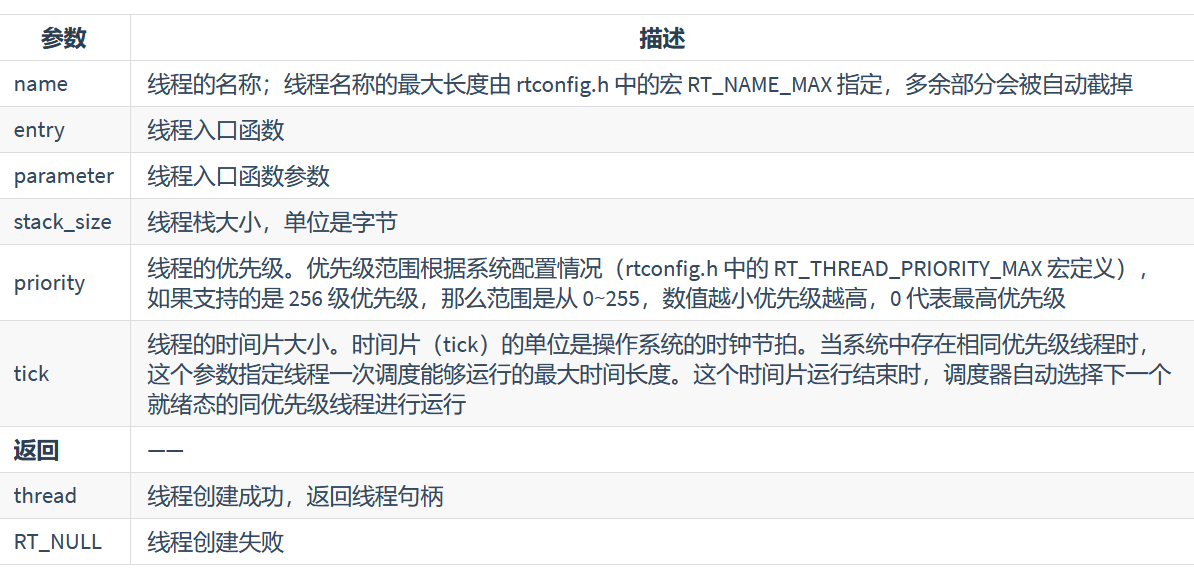 参数 描述
name 线程的名称；线程名称的最大长度由 rtconfig.h 中的宏 RT_NAME_MAX 指定，多余部分会被自动截掉
entry 线程入口函数
parameter 线程入口函数参数
stack_size 线程栈大小，单位是字节
priority 线程的优先级。优先级范围根据系统配置情况（rtconfig.h 中的 RT_THREAD_PRIORITY_MAX 宏定义），
如果支持的是 256 级优先级，那么范围是从 0~255，数值越小优先级越高，0 代表最高优先级
tick 线程的时间片大小。时间片（tick）的单位是操作系统的时钟节拍。当系统中存在相同优先级线程时，
这个参数指定线程一次调度能够运行的最大时间长度。这个时间片运行结束时，调度器自动选择下一个
就绪态的同优先级线程进行运行
返回 ——
thread 线程创建成功，返回线程句柄
RT_NULL 线程创建失败